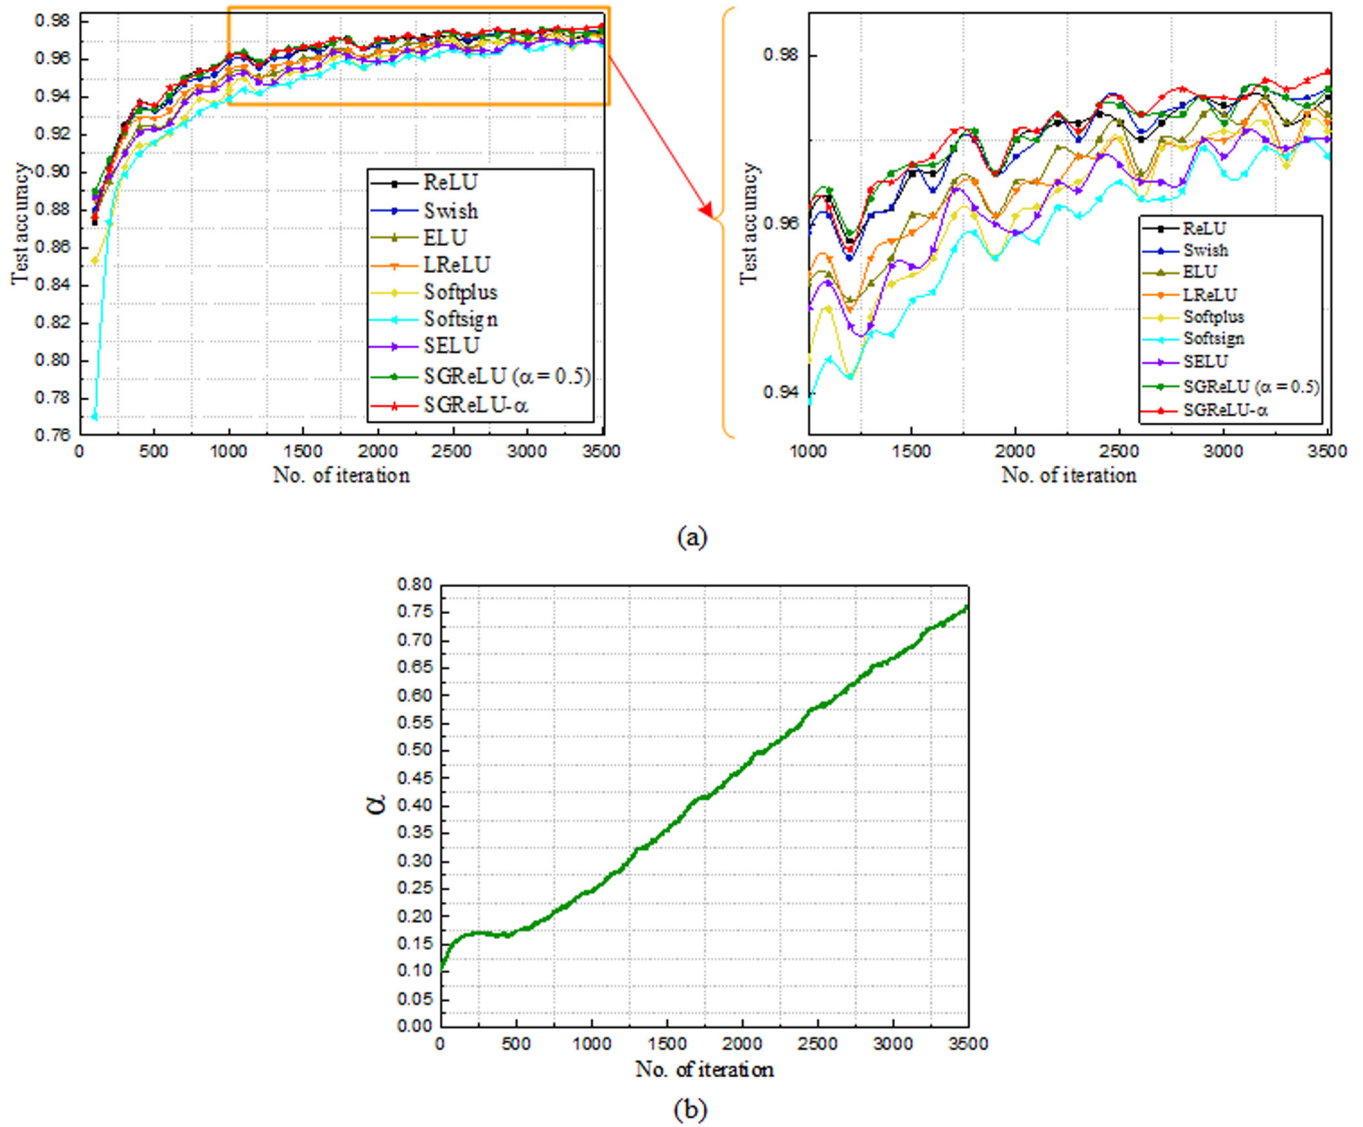 0.98
0.96
0.94
0.92
0.90
0.88
0.86
0.84
0.82
0.80
0.78
0.76
Test accuracy
ReLU
Swish
ELU
LReLU
Softplus
Softsign
SELU
SGReLU (α = 0.5)
SGReLU-α
0 500 1000 1500 2000 2500 3000 3500
No. of iteration
0.98
0.96
0.94
Test accuracy
ReLU
Swish
ELU
LReLU
Softplus
Softsign
SELU
SGReLU (α = 0.5)
SGReLU-α
1000 1500 2000 2500 3000 3500
No. of iteration
(a)
0.80
0.75
0.70
0.65
0.60
0.55
0.50
0.45
0.40
0.35
0.30
0.25
0.20
0.15
0.10
0.05
0.00
α
0 500 1000 1500 2000 2500 3000 3500
No. of iteration
(b)